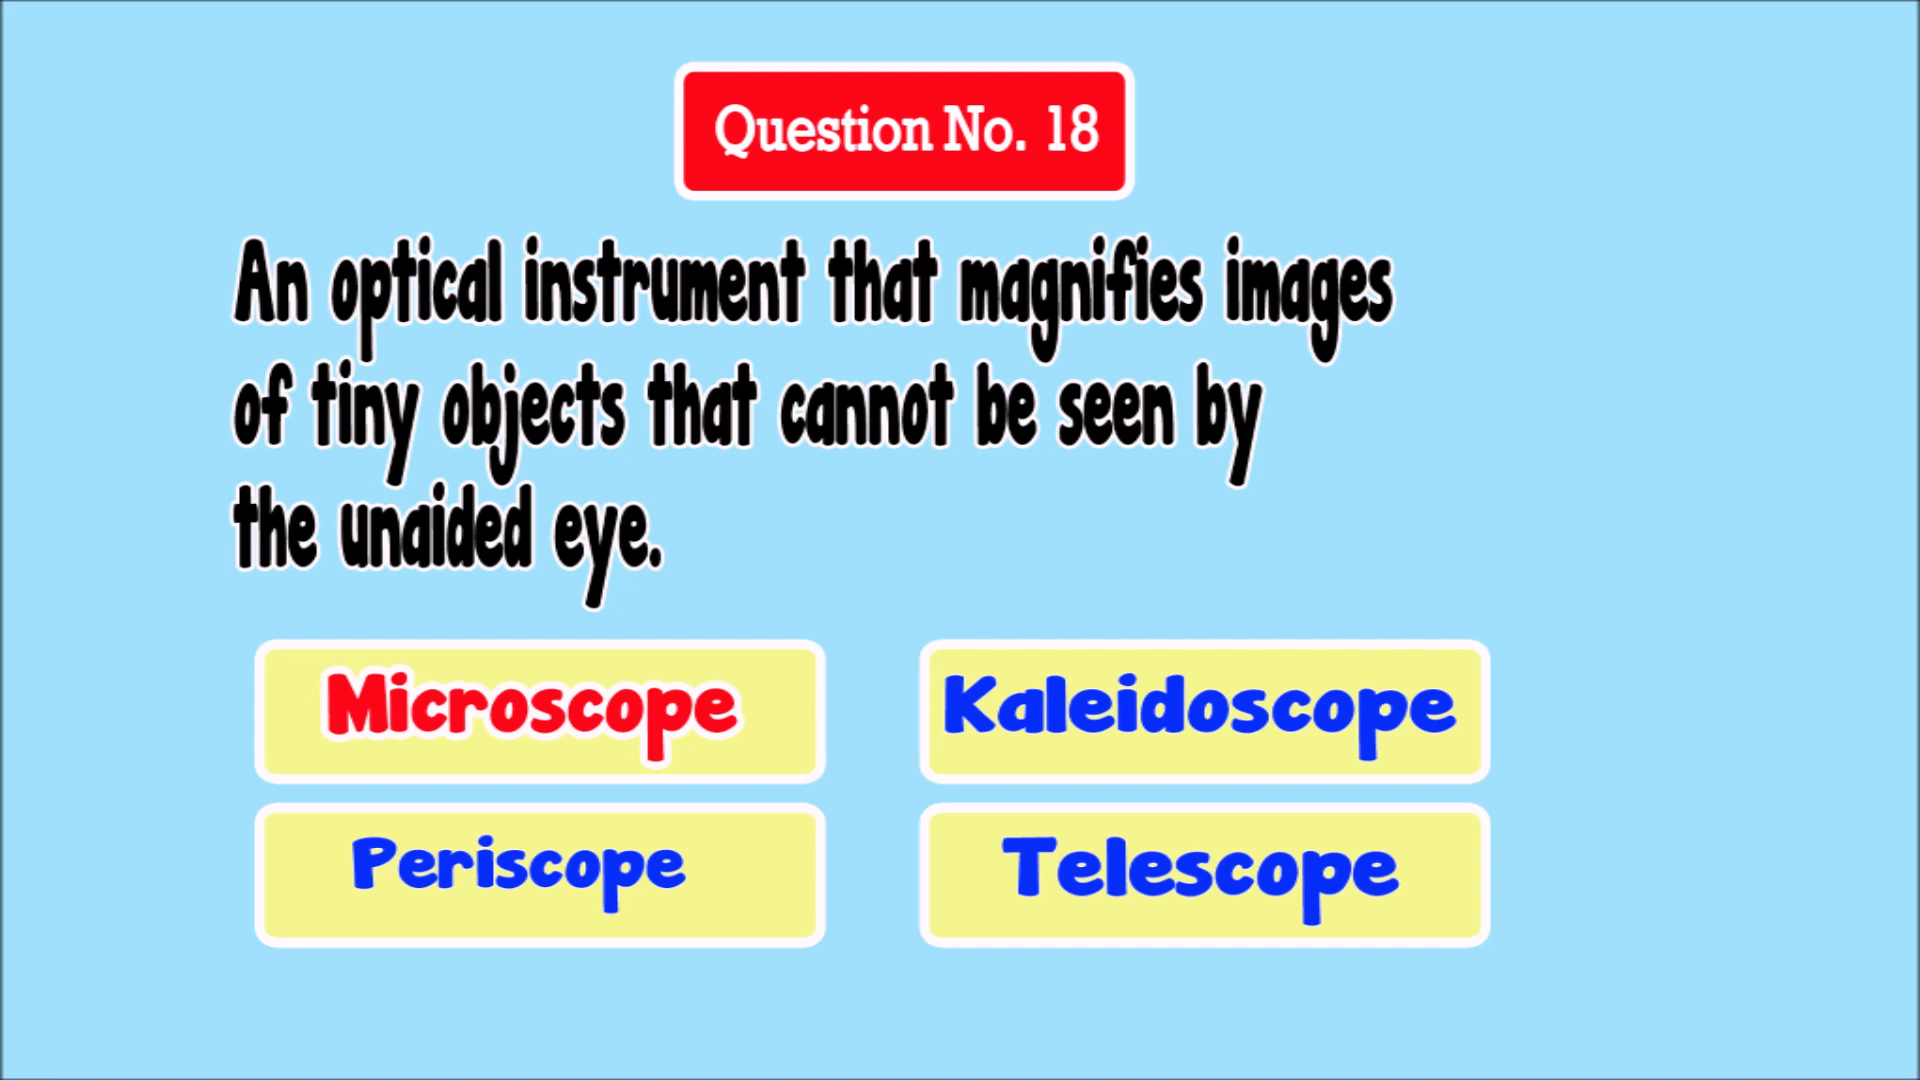 Question No. 18
An optical instrument that magnifies images
of tiny objects that cannot be seen by
the unaided eye.
Microscope
Kaleidoscope
Periscope
Telescope